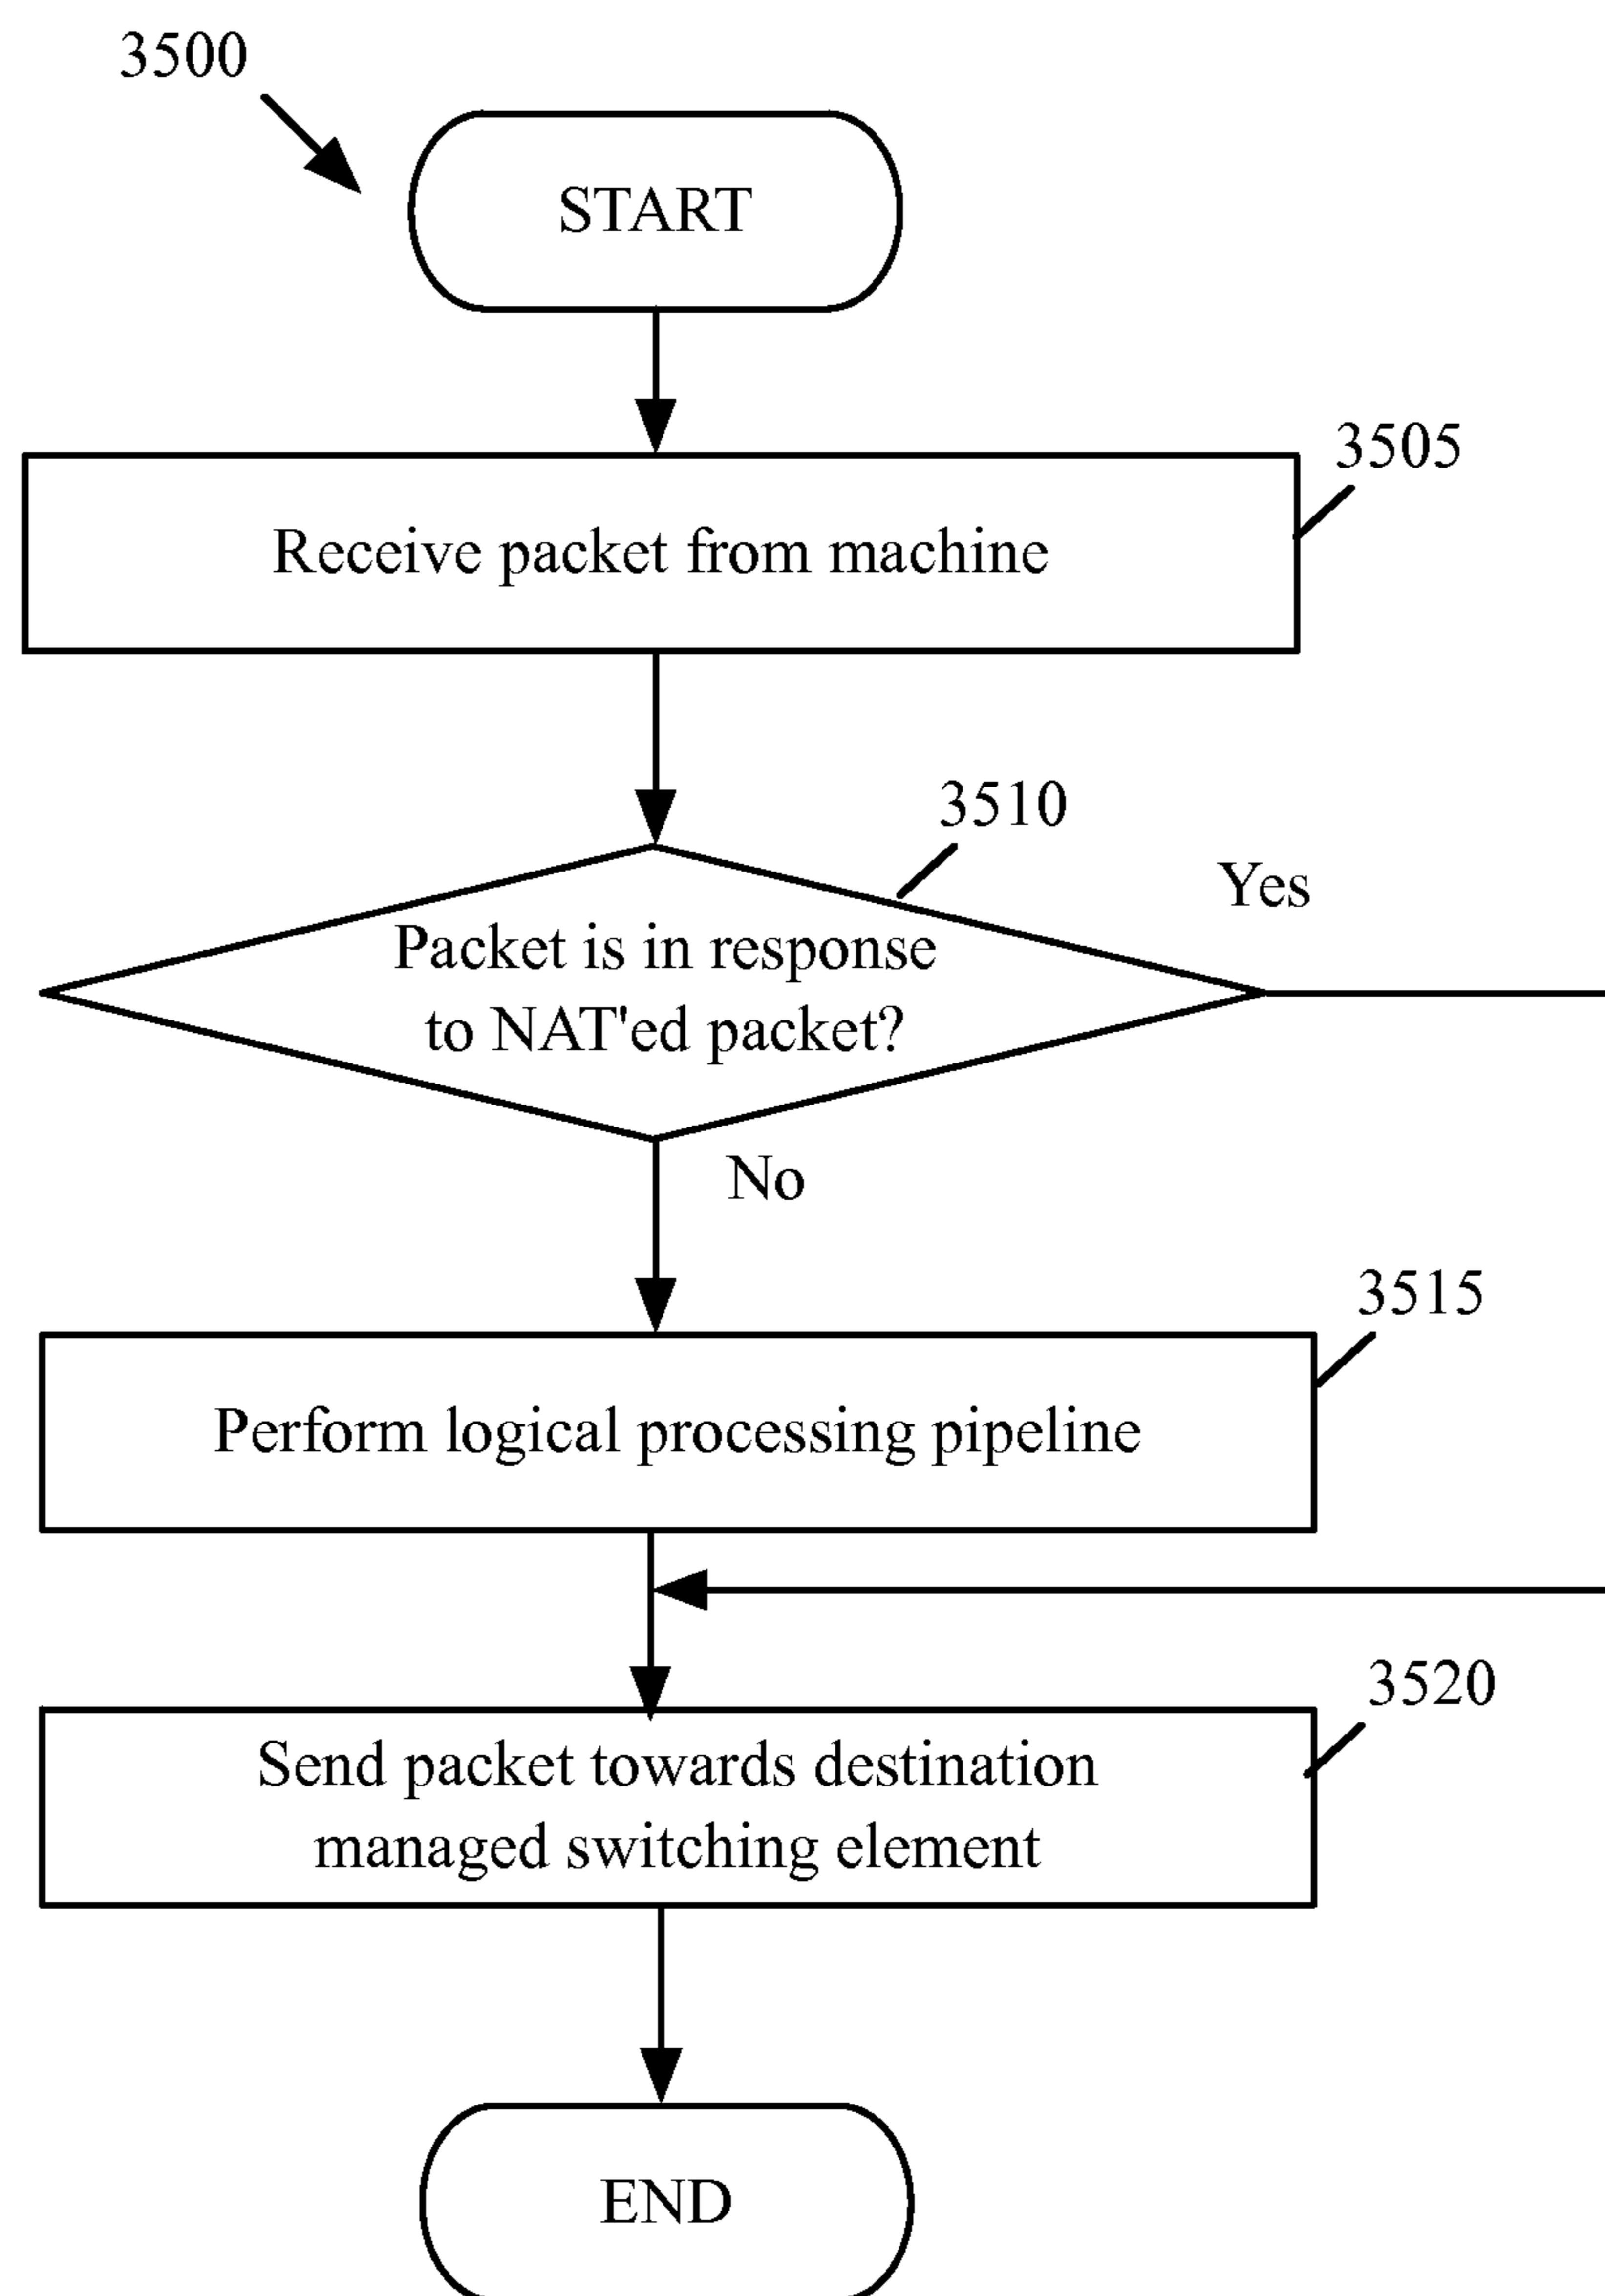 3500
START
3505
Receive packet from machine
3510
Yes
Packet is in response
to NAT'ed packet?
No
3515
Perform logical processing pipeline
3520
Send packet towards destination
managed switching element
END